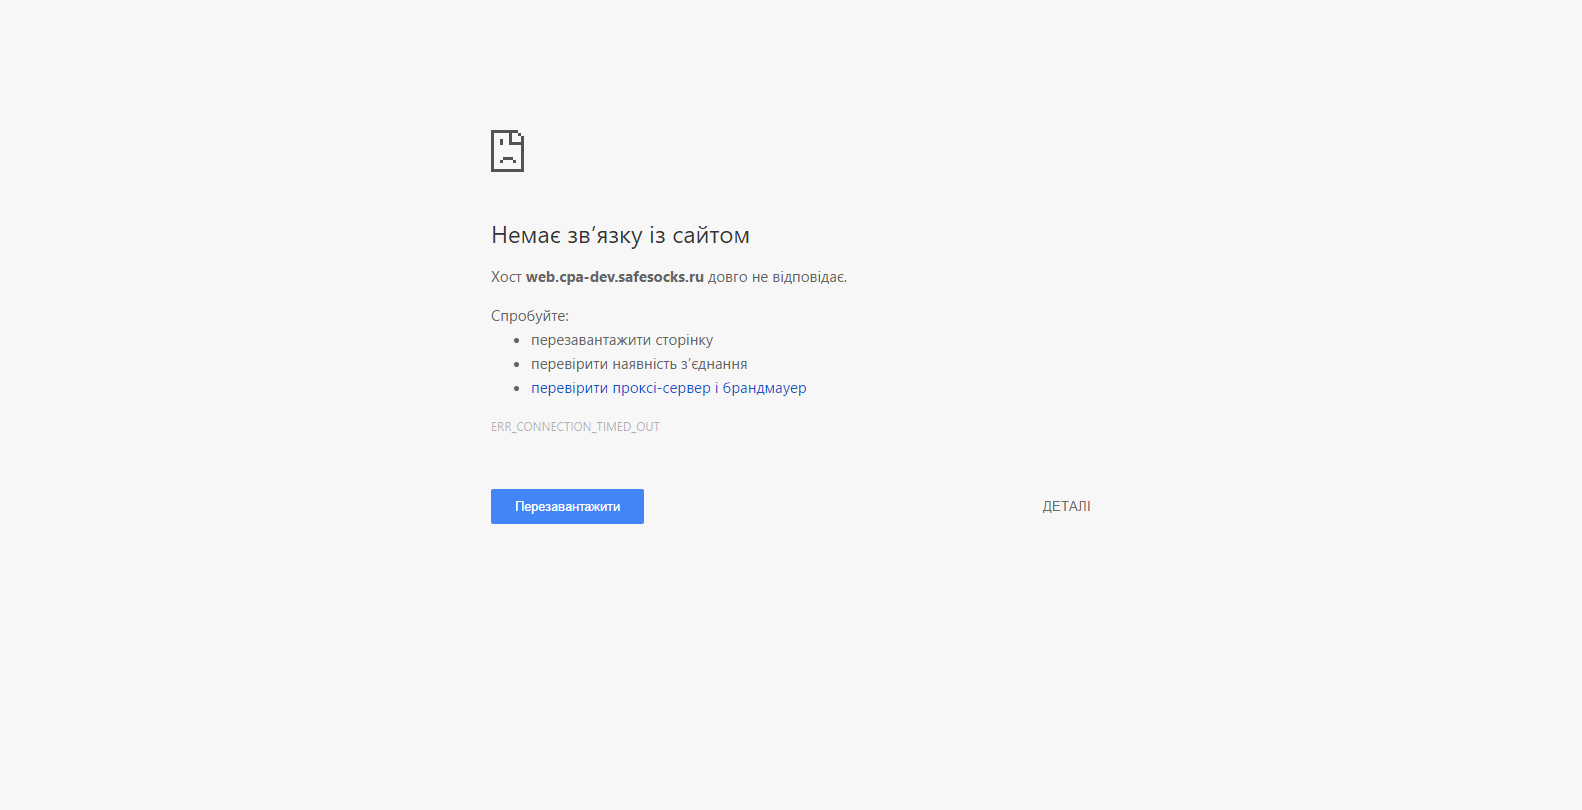 Немає зв’язку із сайтом
Хост web.cpa-dev.safesocks.ru довго не відповідає.
Спробуйте:
перезавантажити сторінку
перевірити наявність з’єднання
перевірити проксі-сервер і брандмауер
ERR_CONNECTION_TIMED_OUT
Перезавантажити
ДЕТАЛІ